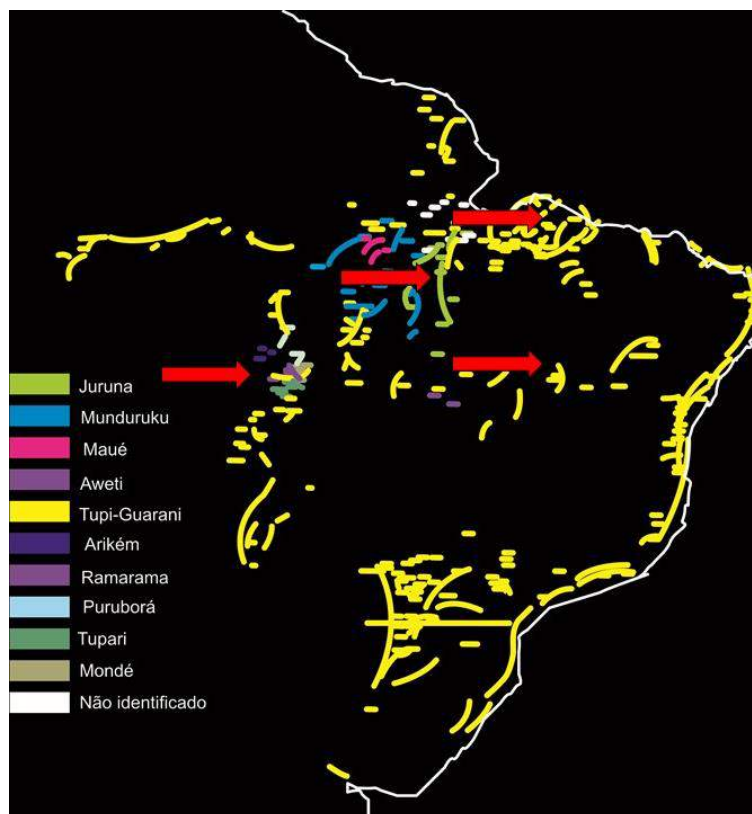 Juruna
Munduruku
Maué
Aweti
Tupi-Guarani
Arikém
Ramarama
Puruborá
Tupari
Mondé
Não identificado